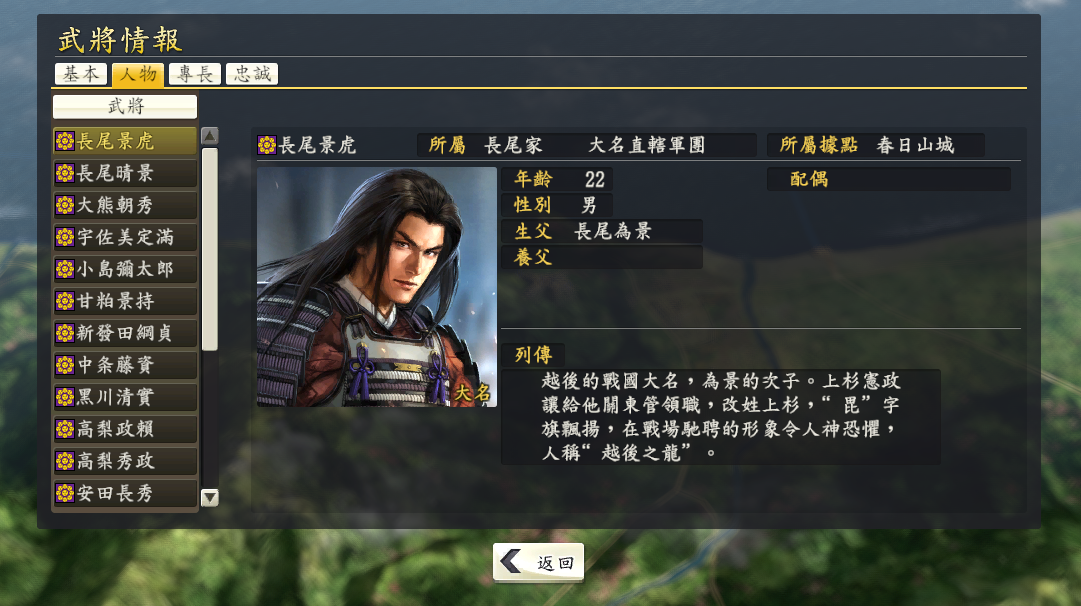 武將情報
基本 人物 專長 忠誠
武將
長尾景虎
長尾晴景
大熊朝秀
宇佐美定滿
小島彌太郎
甘粕景持
新發田綱貞
中条藤資
黑川清實
高梨政賴
高梨秀政
安田長秀
長尾景虎 所屬 長尾家 大名直轄軍團 所屬據點 春日山城
年齡 22 配偶
性別 男
生父 長尾為景
養父
大名
列傳
越後的戰國大名，為景的次子。上杉憲政
讓給他關東管領職，改姓上杉，“毘”字
旗飄揚，在戰場馳騁的形象令人神恐懼，
人稱“越後之龍”。
返回